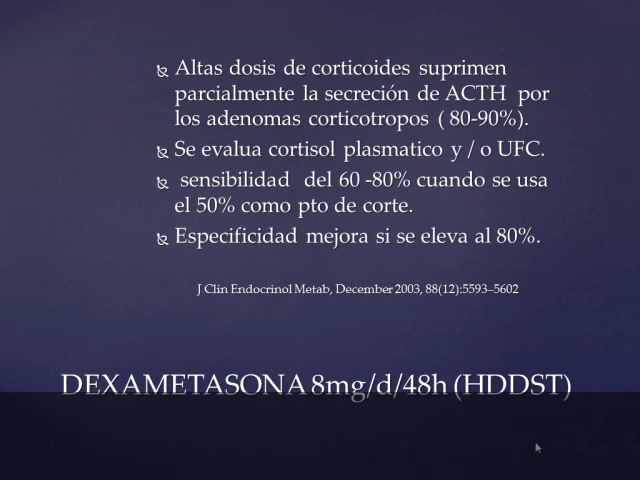 Altas dosis de corticoides suprimen
parcialmente la secreción de ACTH por
los adenomas corticotropos ( 80-90%).
Se evalua cortisol plasmatico y / o UFC.
sensibilidad del 60 -80% cuando se usa
el 50% como pto de corte.
Especificidad mejora si se eleva al 80%.
J Clin Endocrinol Metab, December 2003, 88(12):5593–5602
DEXAMETASONA 8mg/d/48h (HDDST)